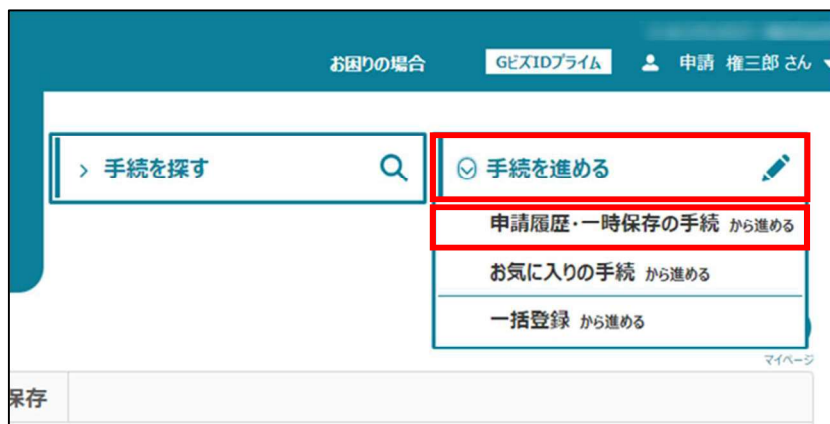 お困りの場合 GビズIDプライム 申請 権三郎 さん
手続を探す 手続を進める
申請履歴・一時保存の手続 から進める
お気に入りの手続 から進める
一括登録 から進める
マイページ
保存